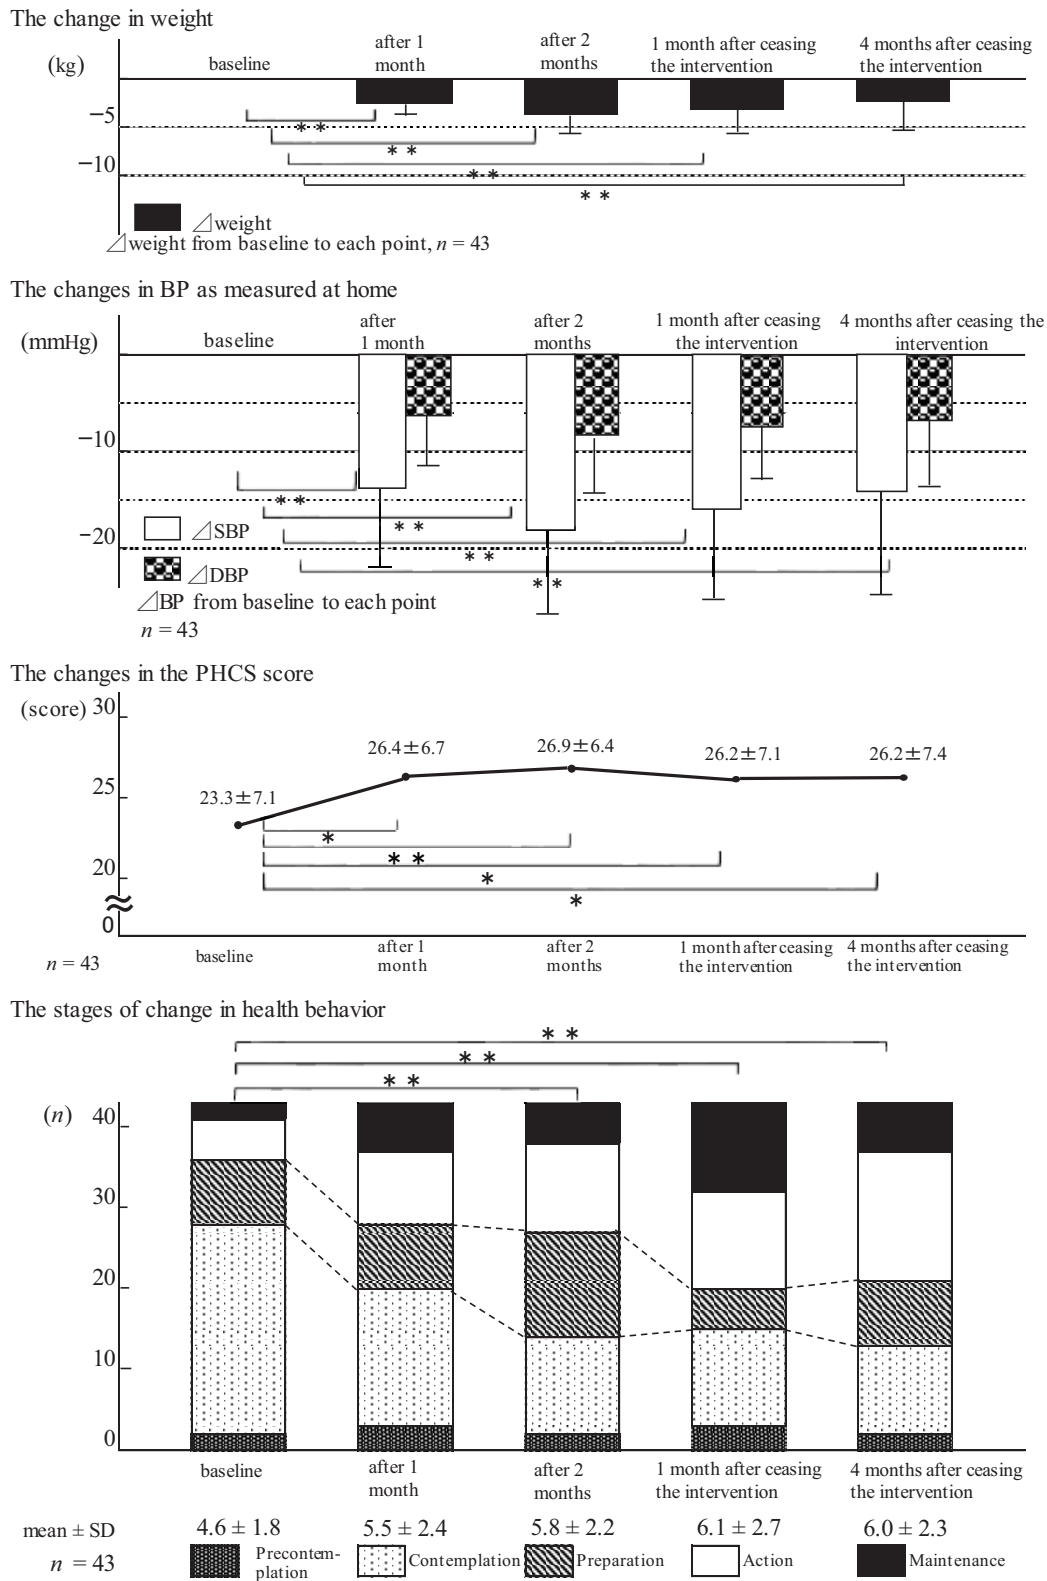 The change in weight
(kg)
baseline
after 1
month
after 2
months
1 month after ceasing
the intervention
4 months after ceasing
the intervention
−5
−10
**
**
**
**
⊿weight
⊿weight from baseline to each point, n = 43
The changes in BP as measured at home
(mmHg)
baseline
after
1 month
after 2
months
1 month after ceasing
the intervention
4 months after ceasing the
intervention
−10
−20
**
**
**
**
⊿SBP
⊿DBP
⊿BP from baseline to each point
n = 43
The changes in the PHCS score
(score)
30
25
20
0
23.3±7.1
26.4±6.7
26.9±6.4
26.2±7.1
26.2±7.4
*
**
*
*
n = 43
baseline
after 1
month
after 2
months
1 month after ceasing
the intervention
4 months after ceasing
the intervention
The stages of change in health behavior
**
**
**
(n)
40
30
20
10
0
baseline
after 1
month
after 2
months
1 month after ceasing
the intervention
4 months after ceasing
the intervention
mean ± SD
4.6 ± 1.8
5.5 ± 2.4
5.8 ± 2.2
6.1 ± 2.7
6.0 ± 2.3
n = 43
Precontem-
plation
Contemplation
Preparation
Action
Maintenance